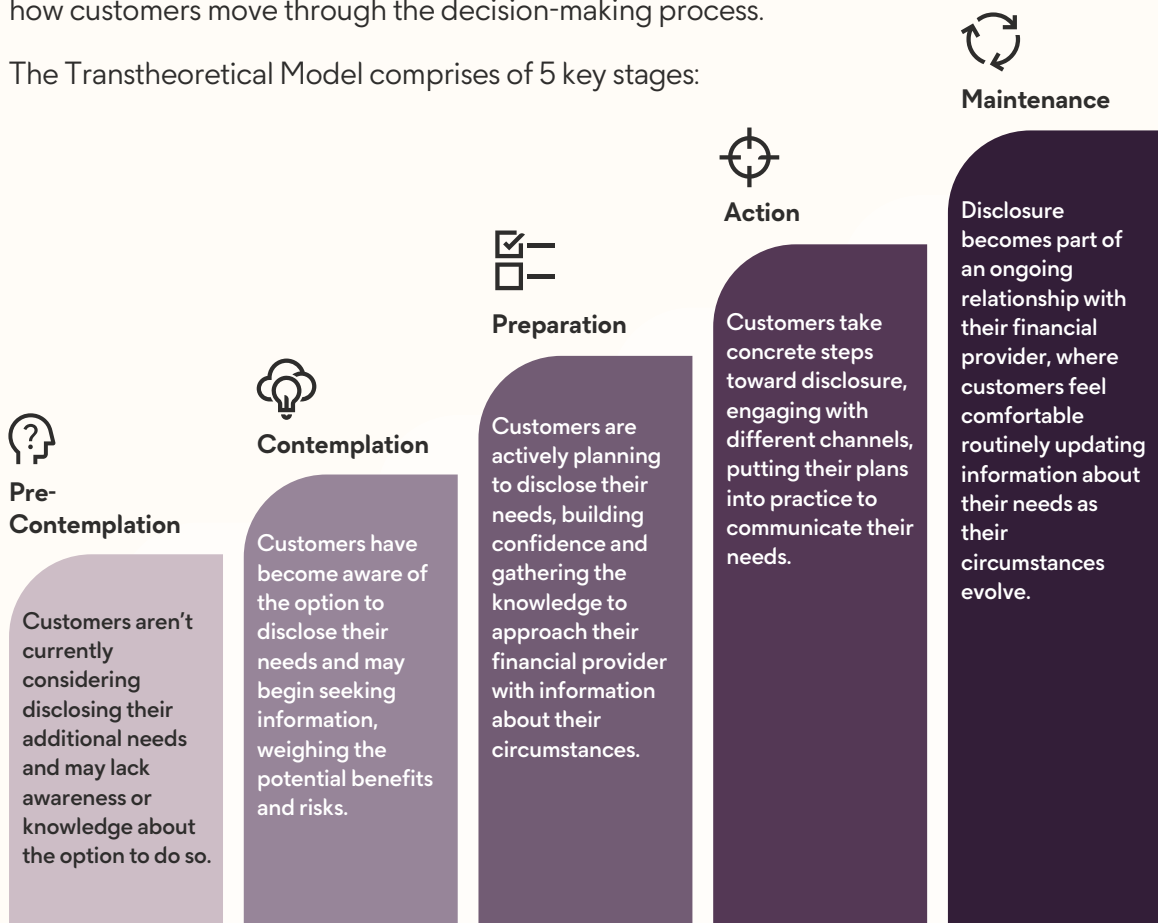 how customers move through the decision-making process.
The Transtheoretical Model comprises of 5 key stages:
Pre-
Contemplation
Customers aren't
currently
considering
disclosing their
additional needs
and may lack
awareness or
knowledge about
the option to do so.
Contemplation
Customers have
become aware of
the option to
disclose their
needs and may
begin seeking
information,
weighing the
potential benefits
and risks.
Preparation
Customers are
actively planning
to disclose their
needs, building
confidence and
gathering the
knowledge to
approach their
financial provider
with information
about their
circumstances.
Action
Customers take
concrete steps
toward disclosure,
engaging with
different channels,
putting their plans
into practice to
communicate their
needs.
Maintenance
Disclosure
becomes part of
an ongoing
relationship with
their financial
provider, where
customers feel
comfortable
routinely updating
information about
their needs as
their
circumstances
evolve.